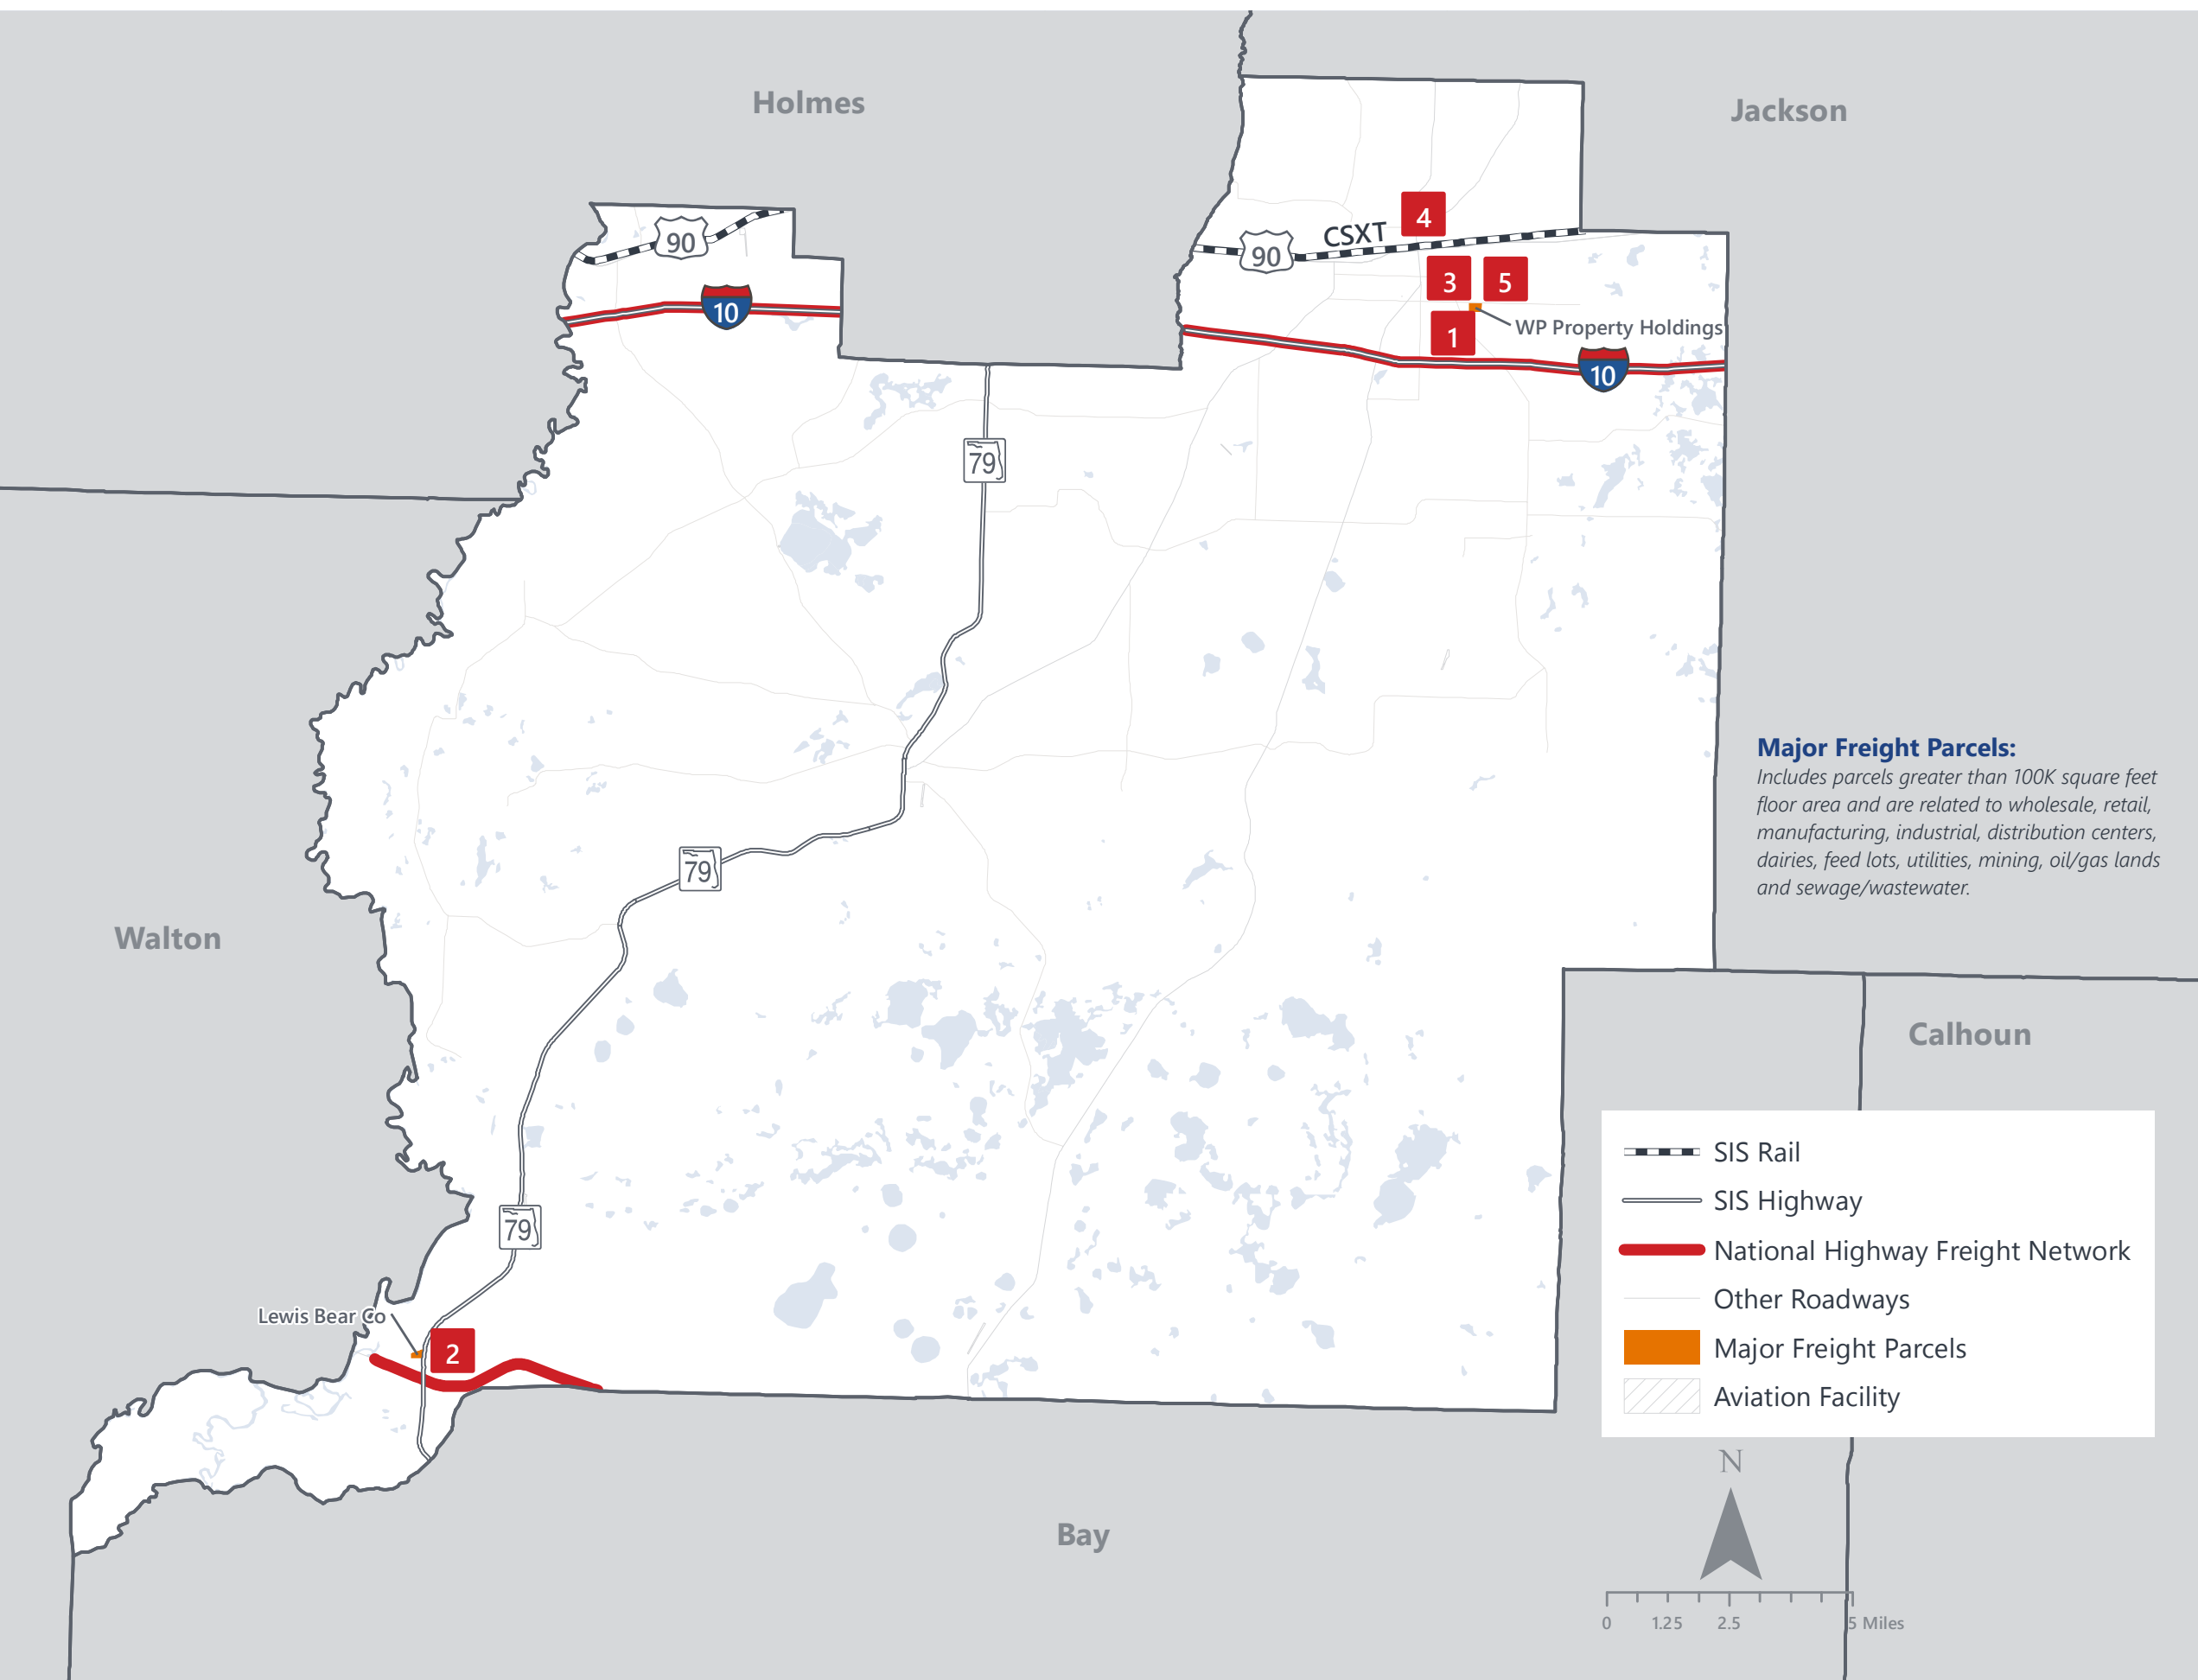 Holmes
Jackson
4
90
CSXT
90
3
5
10
WP Property Holdings
1
10
79
Major Freight Parcels:
Includes parcels greater than 100K square feet
floor area and are related to wholesale, retail,
manufacturing, industrial, distribution centers,
dairies, feed lots, utilities, mining, oil/gas lands
and sewage/wastewater.
79
Walton
Calhoun
SIS Rail
SIS Highway
79
National Highway Freight Network
Other Roadways
Lewis Bear Co
2
Major Freight Parcels
Aviation Facility
N
Bay
0 1.25 2.5 5 Miles